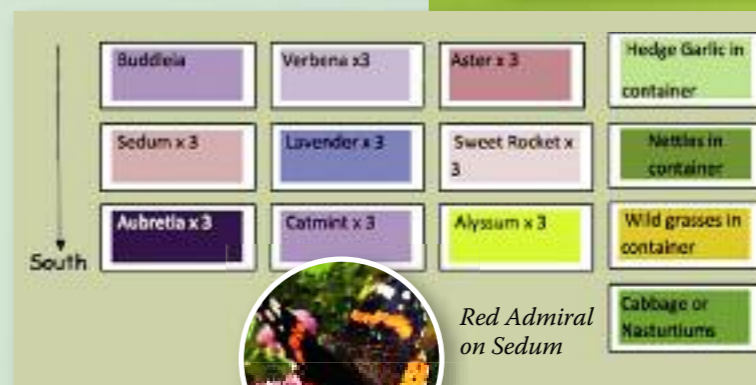 Buddleia
Verbena x3
Aster x 3
Hedge Garlic in
container
Sedum x 3
Lavender x 3
Sweet Rocket x
3
Nettles in
container
Aubretia x 3
Catmint x 3
Alyssum x 3
Wild grasses in
container
South
Cabbage or
Nasturtiums
Red Admiral
on Sedum